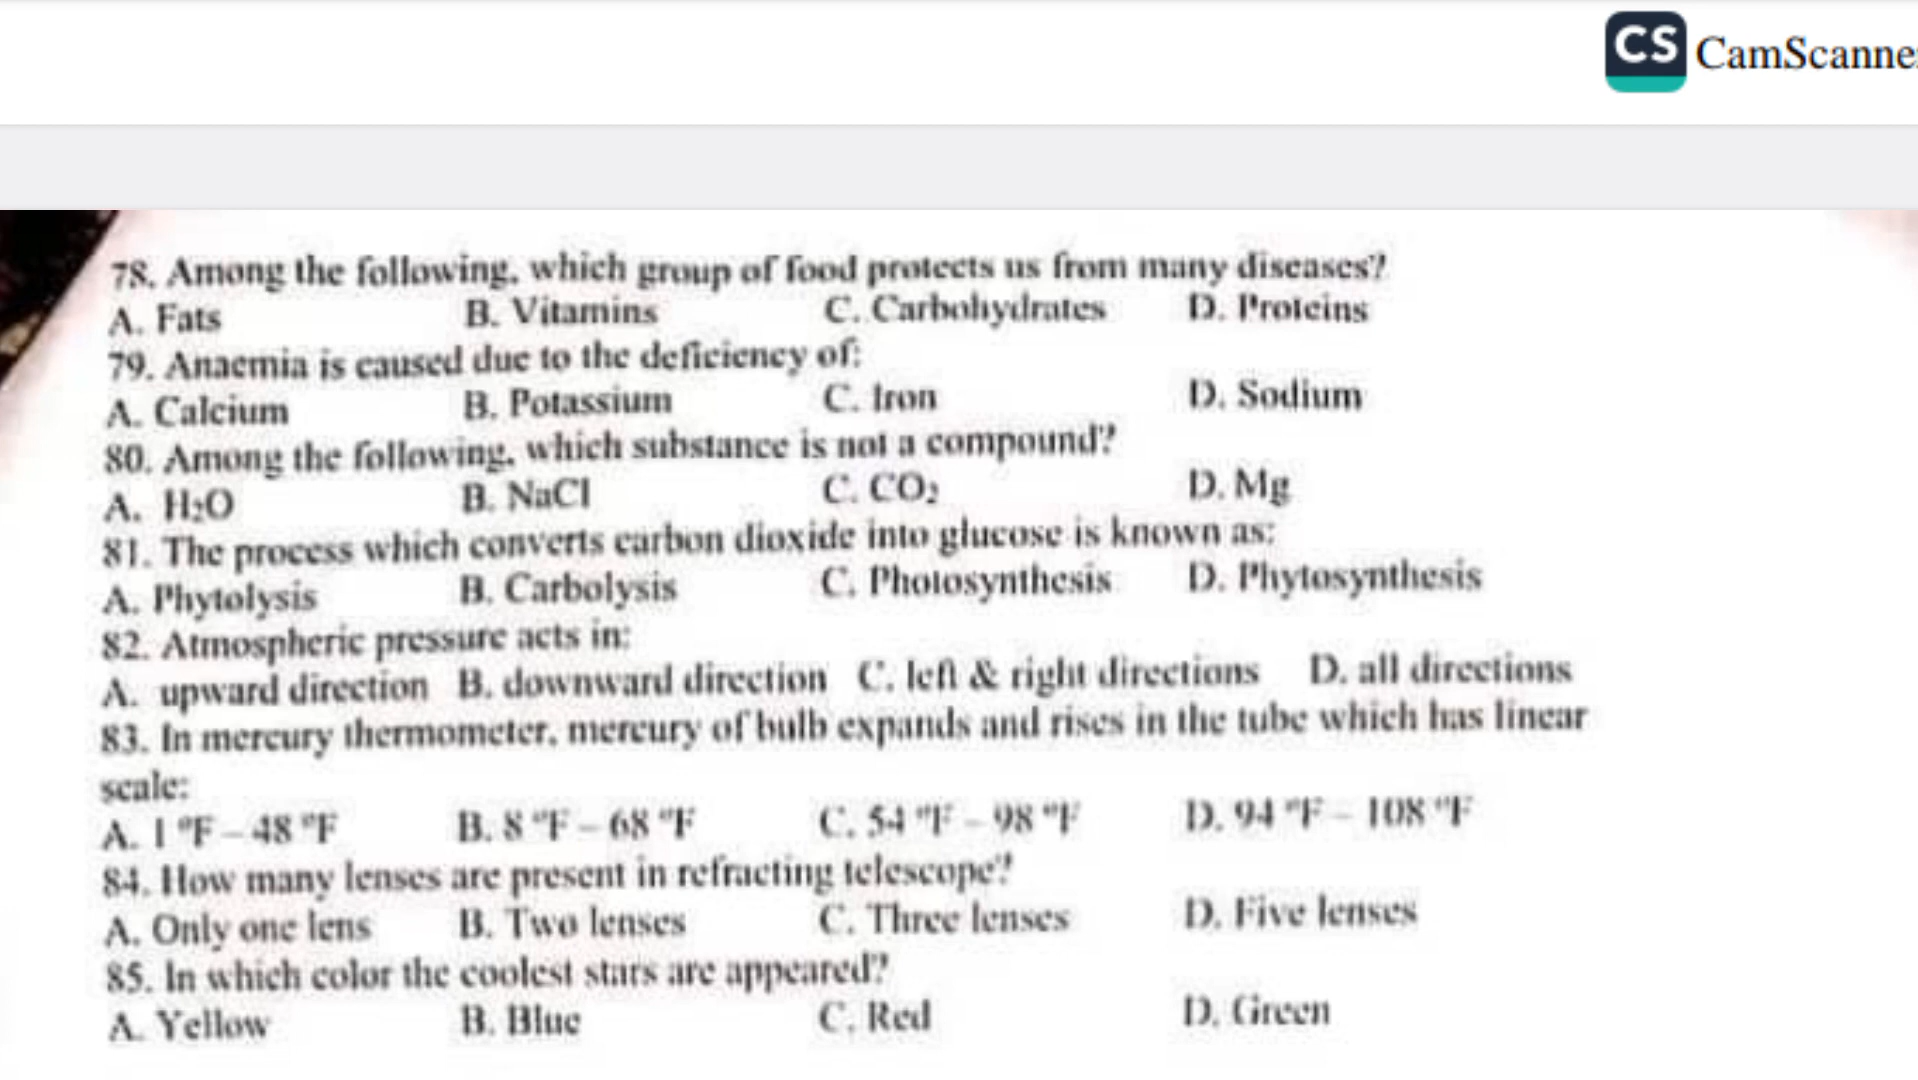 CS CamScanne
78. Among the following, which group of food protects us from many diseases?
A. Fats B. Vitamins C. Carbohydrates D. Proteins
79. Anaemia is caused due to the deficiency of:
A. Calcium B. Potassium C. Iron D. Sodium
80. Among the following, which substance is not a compound?
A. H₂O B. NaCl C. CO₂ D. Mg
81. The process which converts carbon dioxide into glucose is known as:
A. Phytolysis B. Carbolysis C. Photosynthesis D. Phytosynthesis
82. Atmospheric pressure acts in:
A. upward direction B. downward direction C. left & right directions D. all directions
83. In mercury thermometer, mercury of bulb expands and rises in the tube which has linear
scale:
A. 1 °F – 48 °F B. 8 °F – 68 °F C. 54 °F – 98 °F D. 94 °F – 108 °F
84. How many lenses are present in refracting telescope?
A. Only one lens B. Two lenses C. Three lenses D. Five lenses
85. In which color the coolest stars are appeared?
A. Yellow B. Blue C. Red D. Green